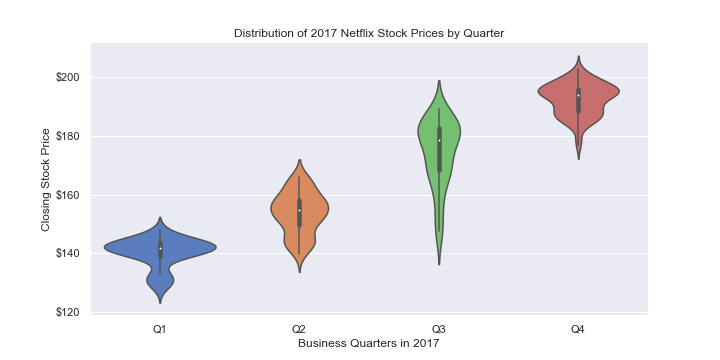 Distribution of 2017 Netflix Stock Prices by Quarter
Closing Stock Price
$200
$180
$160
$140
$120
Q1 Q2 Q3 Q4
Business Quarters in 2017